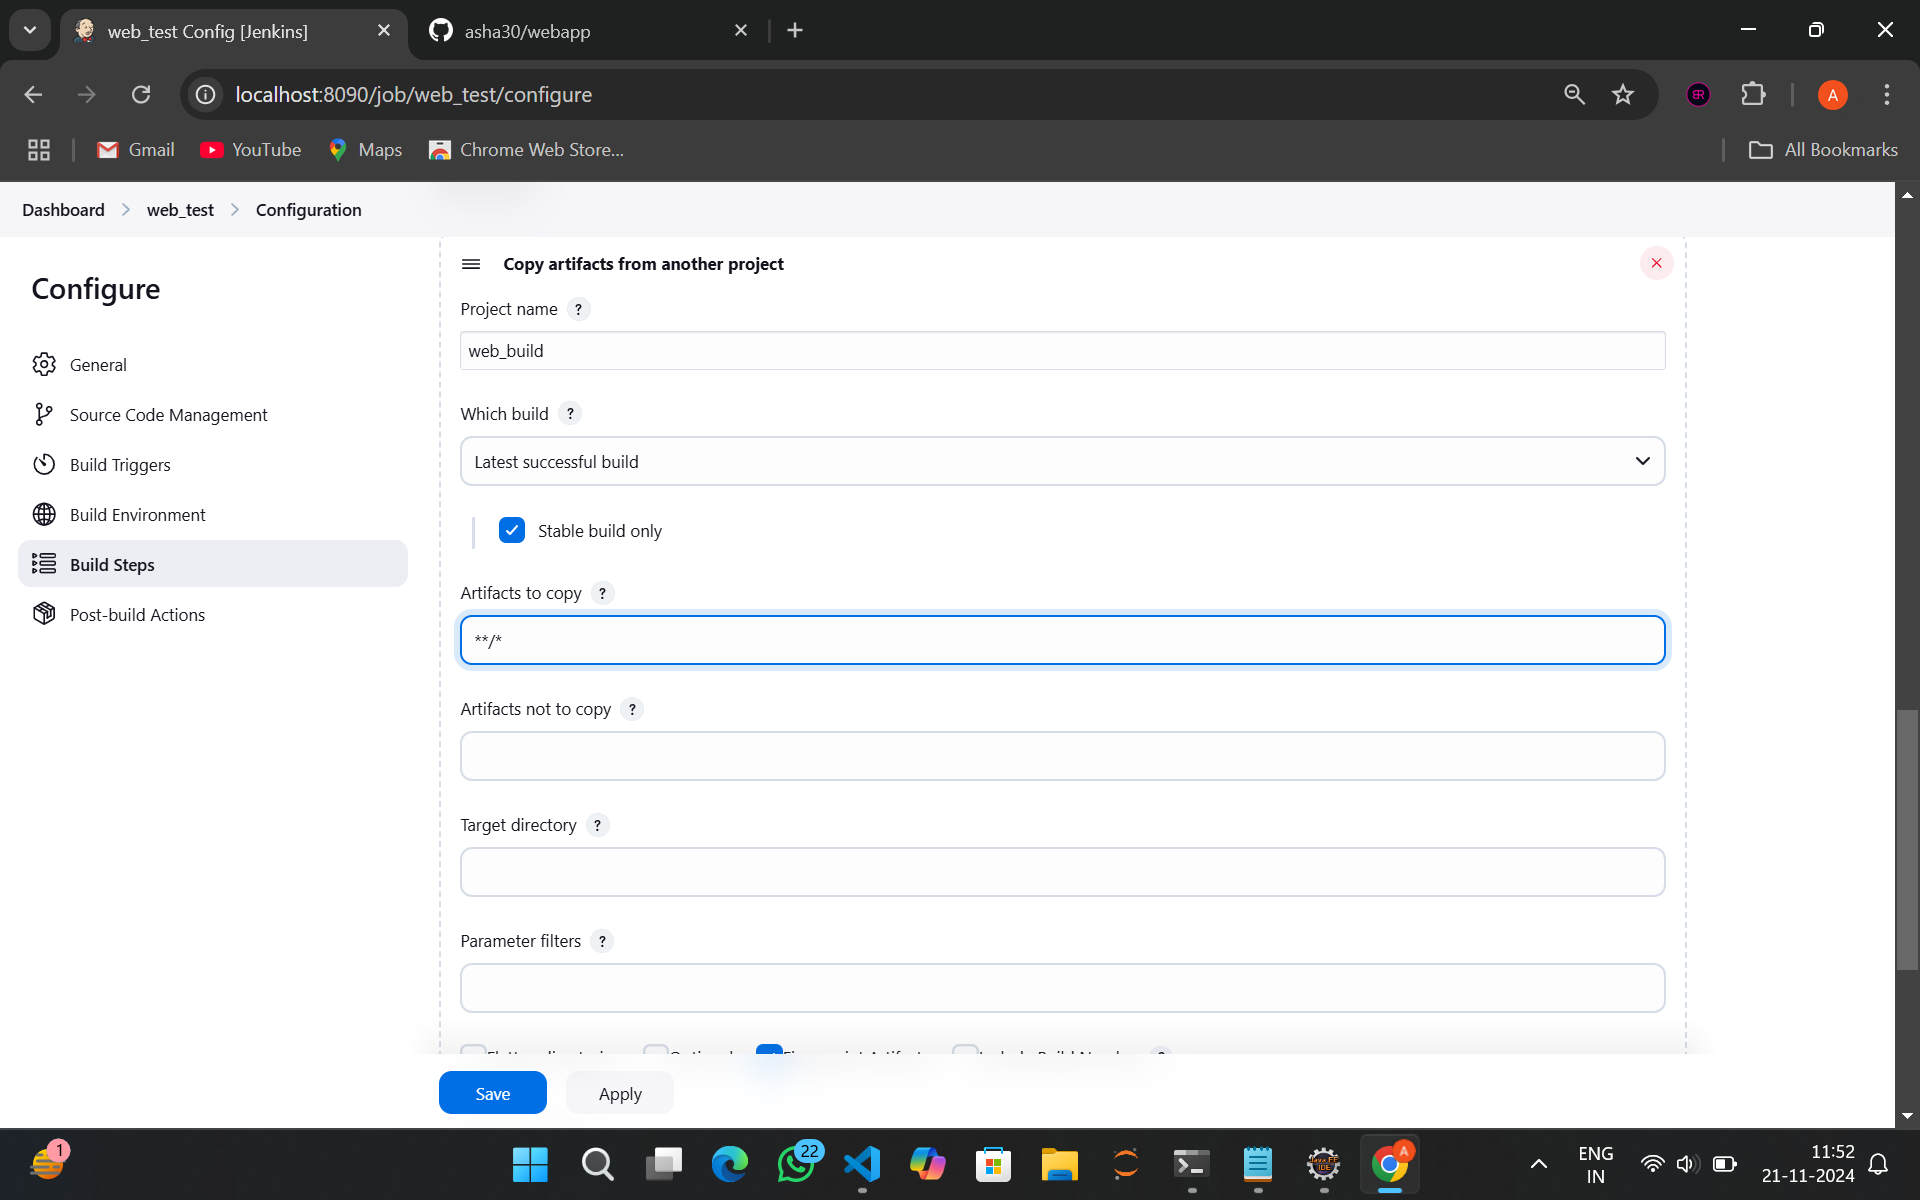 web_test Config [Jenkins]
asha30/webapp
localhost:8090/job/web_test/configure
A
Gmail
YouTube
Maps
Chrome Web Store...
All Bookmarks
Dashboard
web_test
Configuration
Configure
General
Source Code Management
Build Triggers
Build Environment
Build Steps
Post-build Actions
Copy artifacts from another project
Project name ?
web_build
Which build ?
Latest successful build
Stable build only
Artifacts to copy ?
**/*
Artifacts not to copy ?
Target directory ?
Parameter filters ?
Save
Apply
1
22
A
ENG
IN
11:52
21-11-2024